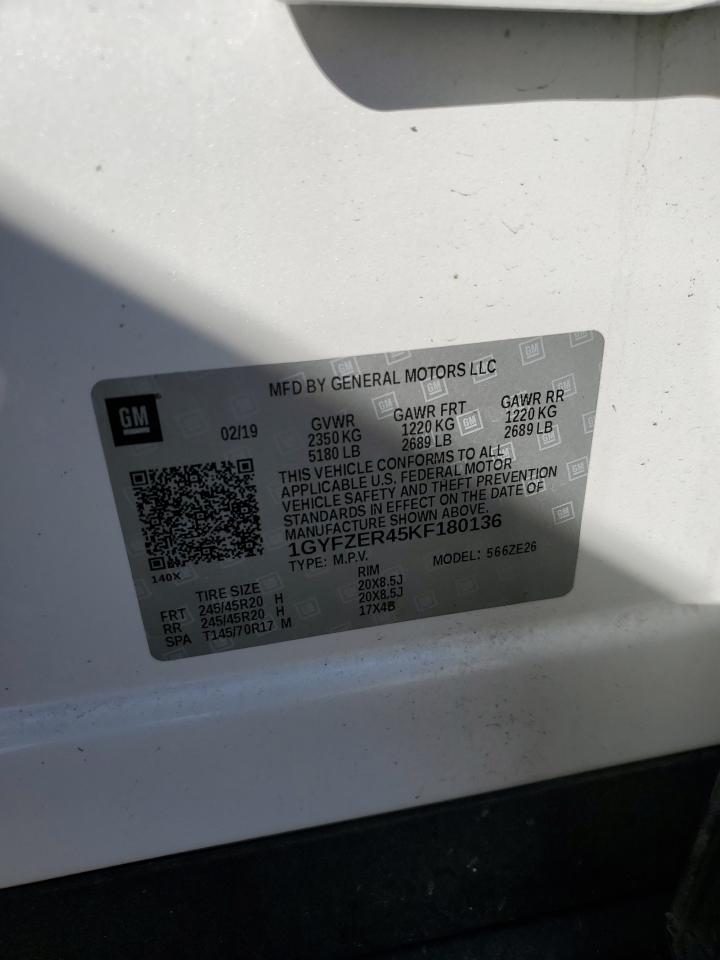 MFD BY GENERAL MOTORS LLC
GM
02/19
GVWR GAWR FRT GAWR RR
2350 KG 1220 KG 1220 KG
5180 LB 2689 LB 2689 LB
THIS VEHICLE CONFORMS TO ALL
APPLICABLE U.S. FEDERAL MOTOR
VEHICLE SAFETY AND THEFT PREVENTION
STANDARDS IN EFFECT ON THE DATE OF
MANUFACTURE SHOWN ABOVE.
1GYFZER45KF180136
TYPE: M.P.V. MODEL: 566ZE26
140X
TIRE SIZE RIM
FRT 245/45R20 H 20X8.5J
RR 245/45R20 H 20X8.5J
SPA T145/70R17 M 17X4B